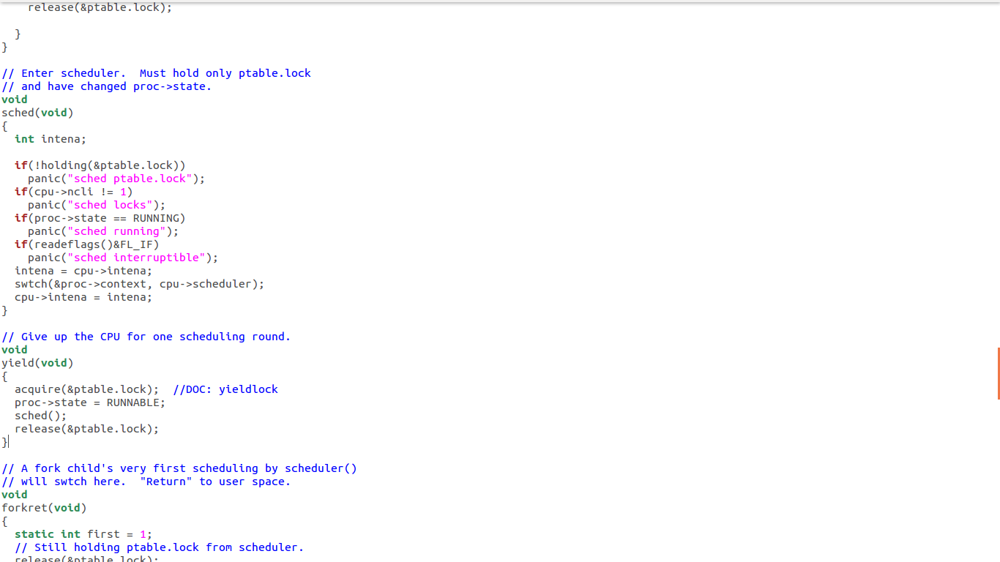 release(&ptable.lock);

  }
}

// Enter scheduler.  Must hold only ptable.lock
// and have changed proc->state.
void
sched(void)
{
  int intena;

  if(!holding(&ptable.lock))
    panic("sched ptable.lock");
  if(cpu->ncli != 1)
    panic("sched locks");
  if(proc->state == RUNNING)
    panic("sched running");
  if(readeflags()&FL_IF)
    panic("sched interruptible");
  intena = cpu->intena;
  swtch(&proc->context, cpu->scheduler);
  cpu->intena = intena;
}

// Give up the CPU for one scheduling round.
void
yield(void)
{
  acquire(&ptable.lock);  //DOC: yieldlock
  proc->state = RUNNABLE;
  sched();
  release(&ptable.lock);
}

// A fork child's very first scheduling by scheduler()
// will swtch here.  "Return" to user space.
void
forkret(void)
{
  static int first = 1;
  // Still holding ptable.lock from scheduler.
  release(&ptable.lock);